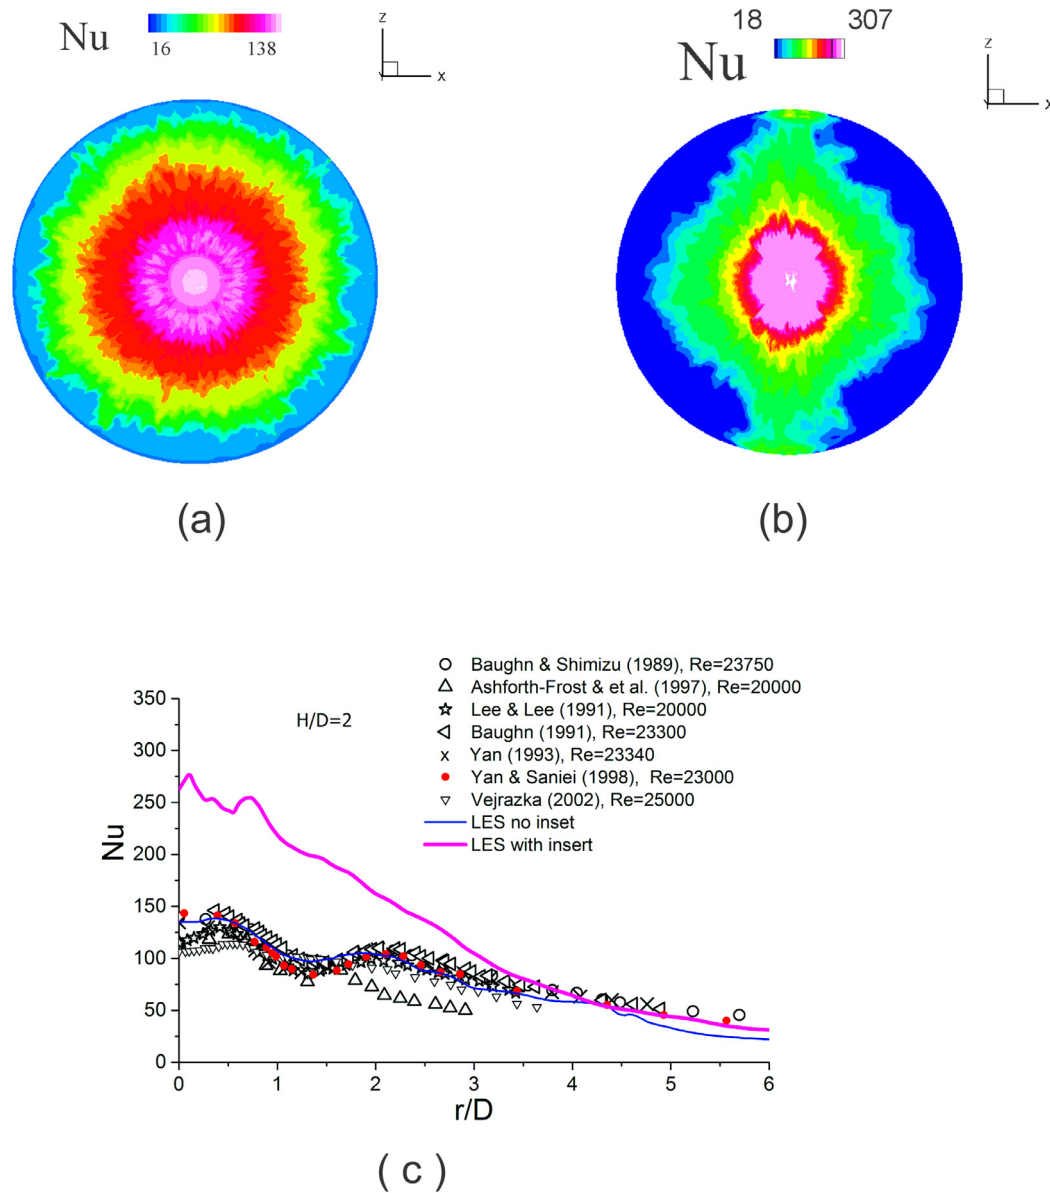 Nu
16 138
Z
Y X
(a)
18 307
Nu
Z
Y X
(b)
Baughn & Shimizu (1989), Re=23750
Ashforth-Frost & et al. (1997), Re=20000
Lee & Lee (1991), Re=20000
Baughn (1991), Re=23300
Yan (1993), Re=23340
Yan & Saniei (1998), Re=23000
Vejrazka (2002), Re=25000
LES no inset
LES with insert
H/D=2
350
300
250
200
150
100
50
0
Nu
0 1 2 3 4 5 6
r/D
( c )